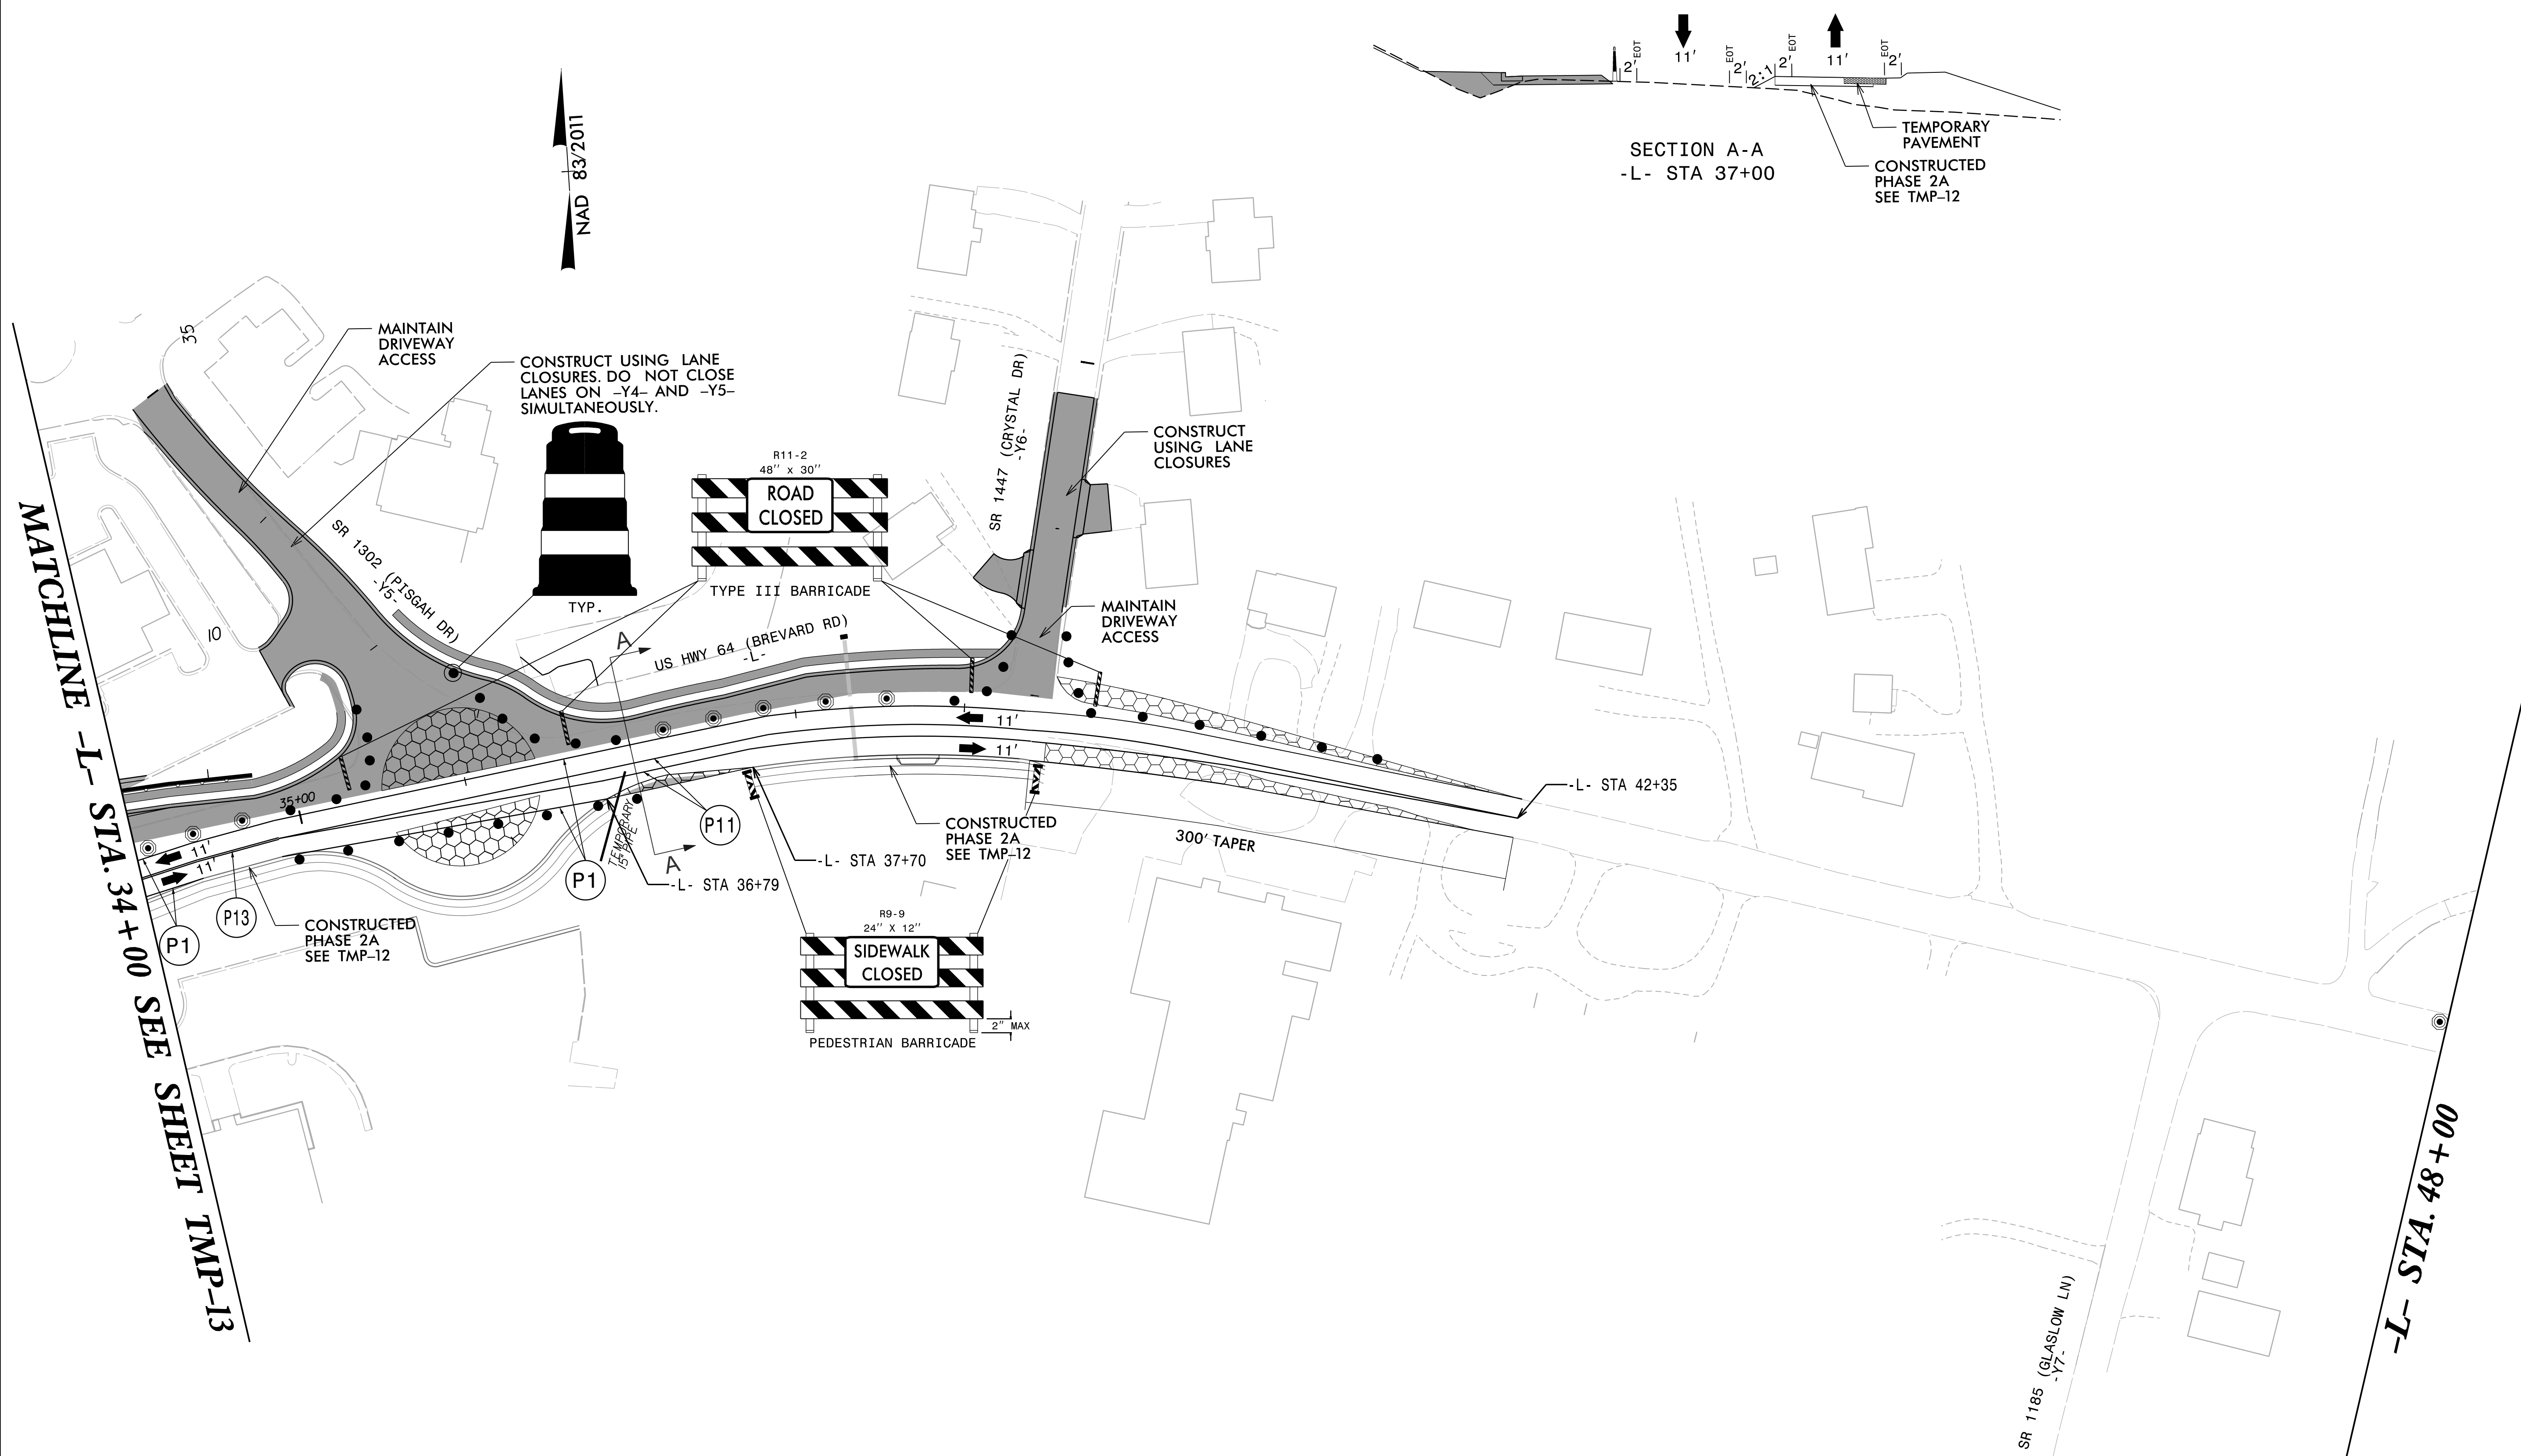 11'
11'
EOT
EOT
EOT
EOT
2'
2'
2:1
2'
2'
SECTION A-A
-L- STA 37+00
TEMPORARY
PAVEMENT
CONSTRUCTED
PHASE 2A
SEE TMP-12
NAD 83/2011
35
MAINTAIN
DRIVEWAY
ACCESS
CONSTRUCT USING LANE
CLOSURES. DO NOT CLOSE
LANES ON -Y4- AND -Y5-
SIMULTANEOUSLY.
TYP.
R11-2
48" x 30"
ROAD
CLOSED
TYPE III BARRICADE
SR 1447 (CRYSTAL DR)
-Y6-
CONSTRUCT
USING LANE
CLOSURES
MAINTAIN
DRIVEWAY
ACCESS
SR 1302 (PISGAH DR)
-Y5-
10
A
US HWY 64 (BREVARD RD)
-L-
MATCHLINE -L- STA. 34+00 SEE SHEET TMP-13
35+00
11'
11'
11'
11'
P1
P13
CONSTRUCTED
PHASE 2A
SEE TMP-12
TEMPORARY
15" PIPE
P1
A
P11
-L- STA 36+79
-L- STA 37+70
CONSTRUCTED
PHASE 2A
SEE TMP-12
300' TAPER
-L- STA 42+35
R9-9
24" X 12"
SIDEWALK
CLOSED
2" MAX
PEDESTRIAN BARRICADE
SR 1185 (GLASLOW LN)
-Y7-
-L- STA. 48+00